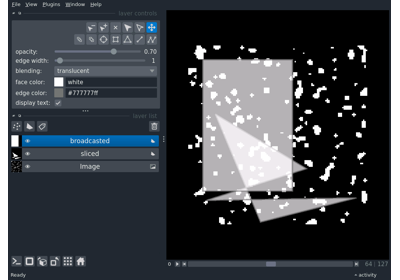 File View Plugins Window Help
layer controls
opacity: 0.70
edge width: 1
blending: translucent
face color: white
edge color: #777777ff
display text:
layer list
broadcasted
sliced
Image
64 127
Ready
activity